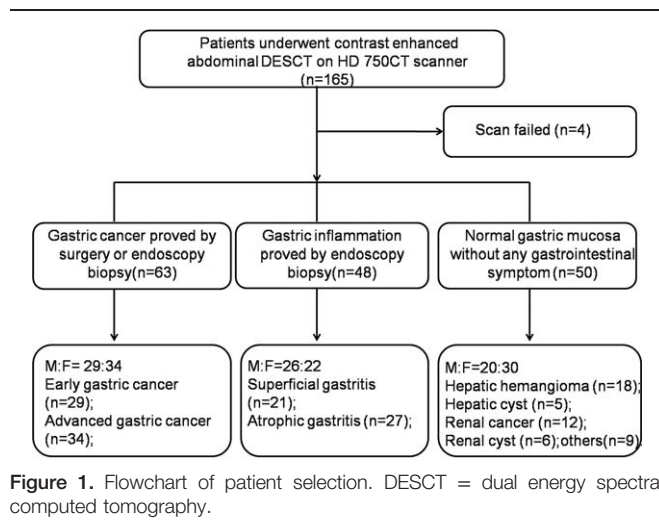 Patients underwent contrast enhanced
abdominal DESCT on HD 750CT scanner
(n=165)
Scan failed (n=4)
Gastric cancer proved by
surgery or endoscopy
biopsy(n=63)
Gastric inflammation
proved by endoscopy
biopsy(n=48)
Normal gastric mucosa
without any gastrointestinal
symptom (n=50)
M:F= 29:34
Early gastric cancer
(n=29);
Advanced gastric cancer
(n=34);
M:F=26:22
Superficial gastritis
(n=21);
Atrophic gastritis(n=27);
M:F=20:30
Hepatic hemangioma (n=18);
Hepatic cyst (n=5);
Renal cancer (n=12);
Renal cyst (n=6);others(n=9)
Figure 1. Flowchart of patient selection. DESCT = dual energy spectra
computed tomography.